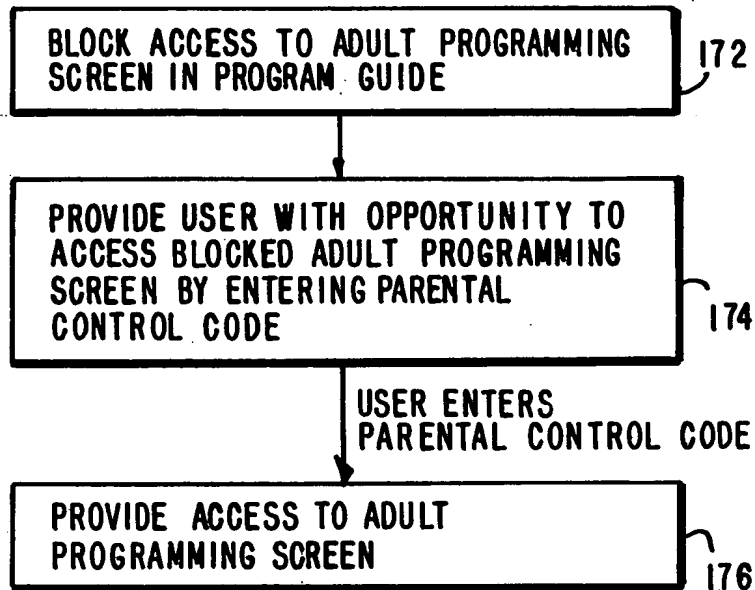 BLOCK ACCESS TO ADULT PROGRAMMING
SCREEN IN PROGRAM GUIDE
172
PROVIDE USER WITH OPPORTUNITY TO
ACCESS BLOCKED ADULT PROGRAMMING
SCREEN BY ENTERING PARENTAL
CONTROL CODE
174
USER ENTERS
PARENTAL CONTROL CODE
PROVIDE ACCESS TO ADULT
PROGRAMMING SCREEN
176